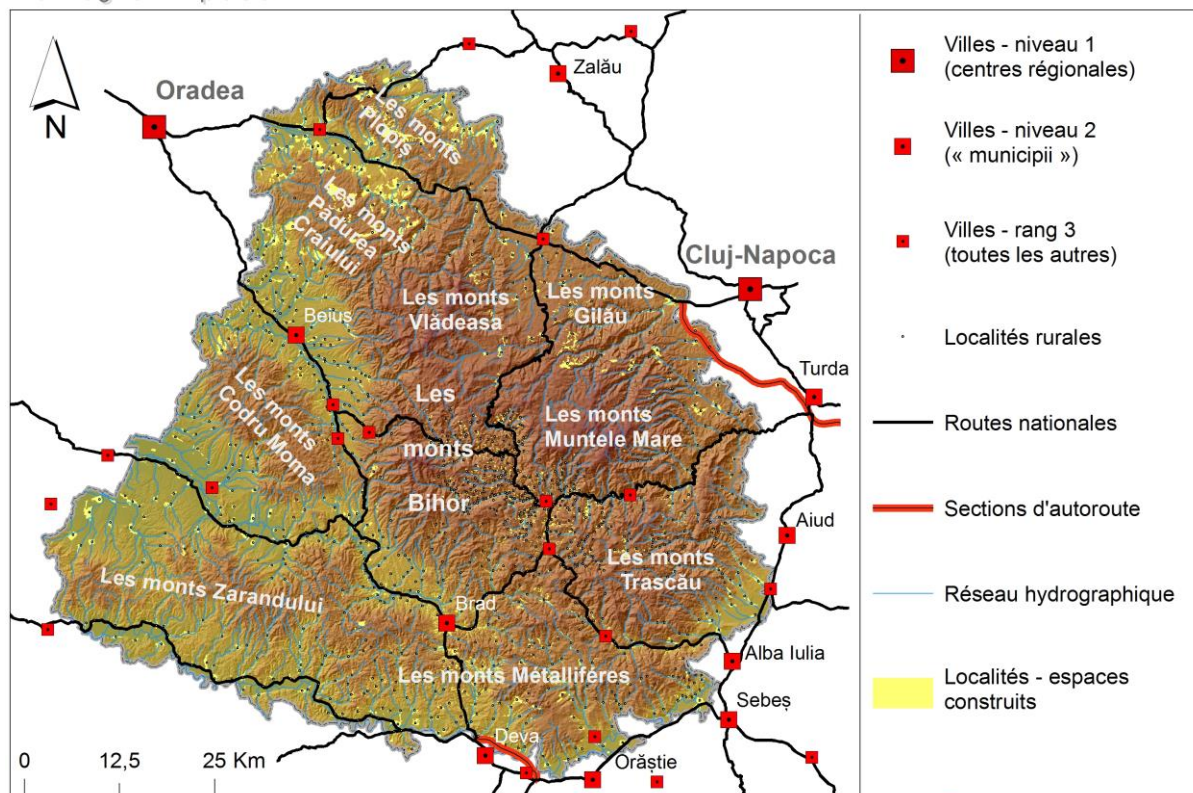 N
Oradea
Zalău
Les monts
Plopiș
Les monts
Pădurea
Craiului
Cluj-Napoca
Les monts
Vlădeasa
Les monts
Gilău
Beiuș
Turda
Les monts
Codru Moma
Les
monts
Bihor
Les monts
Muntele Mare
Aiud
Les monts
Trascău
Les monts Zarandului
Brad
Alba Iulia
Les monts Métallifères
Sebeș
Deva
Orăștie
0 12,5 25 Km
Villes - niveau 1
(centres régionales)
Villes - niveau 2
(« municipii »)
Villes - rang 3
(toutes les autres)
Localités rurales
Routes nationales
Sections d'autoroute
Réseau hydrographique
Localités - espaces
construits